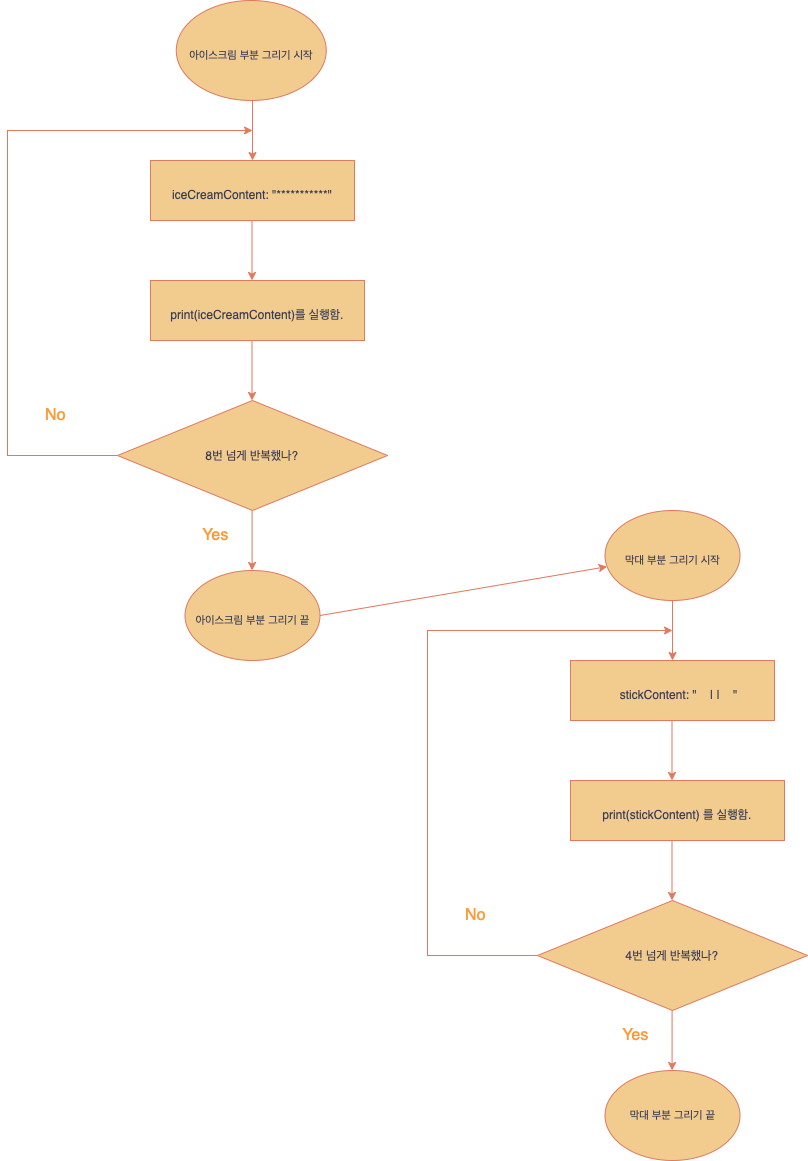 아이스크림 부분 그리기 시작
iceCreamContent: "***********"
print(iceCreamContent)를 실행함.
No
8번 넘게 반복했나?
Yes
아이스크림 부분 그리기 끝
막대 부분 그리기 시작
stickContent: "    l l    "
print(stickContent) 를 실행함.
No
4번 넘게 반복했나?
Yes
막대 부분 그리기 끝